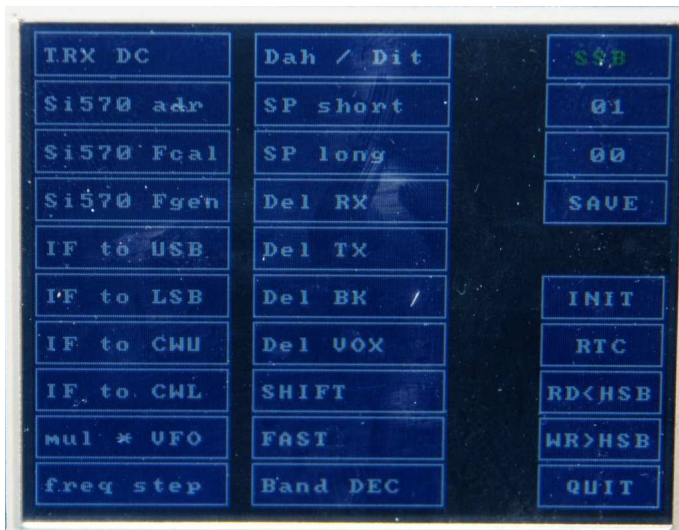 TRX DC
Si570 adr
Si570 Fcal
Si570 Fgen
IF to USB
IF to LSB
IF to CWU
IF to CWL
mul * VFO
freq step
Dah / Dit
SP short
SP long
Del RX
Del TX
Del BK
Del VOX
SHIFT
FAST
Band DEC
SSB
01
00
SAVE
INIT
RTC
RD<HSB
WR>HSB
QUIT